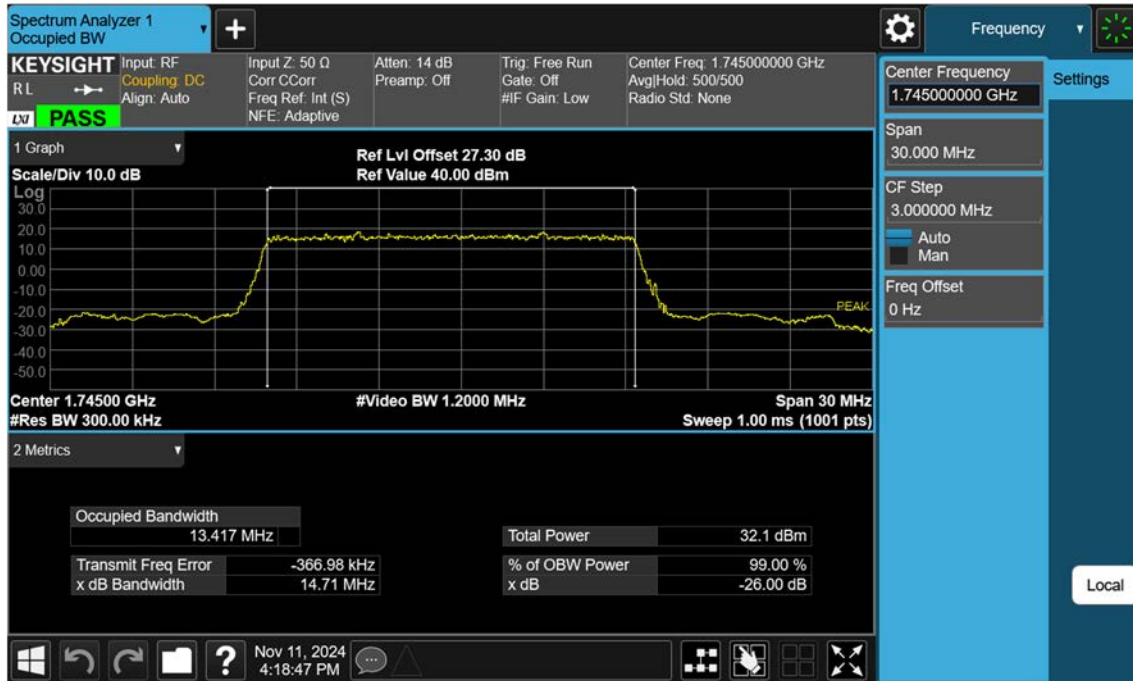 Spectrum Analyzer 1
Occupied BW
Frequency
KEYSIGHT
R L
LXI
PASS
Input: RF
Coupling: DC
Align: Auto
Input Z: 50 Ω
Corr CCorr
Freq Ref: Int (S)
NFE: Adaptive
Atten: 14 dB
Preamp: Off
Trig: Free Run
Gate: Off
#IF Gain: Low
Center Freq: 1.745000000 GHz
Avg|Hold: 500/500
Radio Std: None
Center Frequency
1.745000000 GHz
Settings
Span
30.000 MHz
CF Step
3.000000 MHz
Auto
Man
Freq Offset
0 Hz
Local
1 Graph
Scale/Div 10.0 dB
Ref Lvl Offset 27.30 dB
Ref Value 40.00 dBm
Log
30.0
20.0
10.0
0.00
-10.0
-20.0
-30.0
-40.0
-50.0
PEAK
Center 1.74500 GHz
#Video BW 1.2000 MHz
Span 30 MHz
#Res BW 300.00 kHz
Sweep 1.00 ms (1001 pts)
2 Metrics
Occupied Bandwidth
13.417 MHz
Total Power 32.1 dBm
Transmit Freq Error -366.98 kHz
% of OBW Power 99.00 %
x dB Bandwidth 14.71 MHz
x dB -26.00 dB
?
Nov 11, 2024
4:18:47 PM